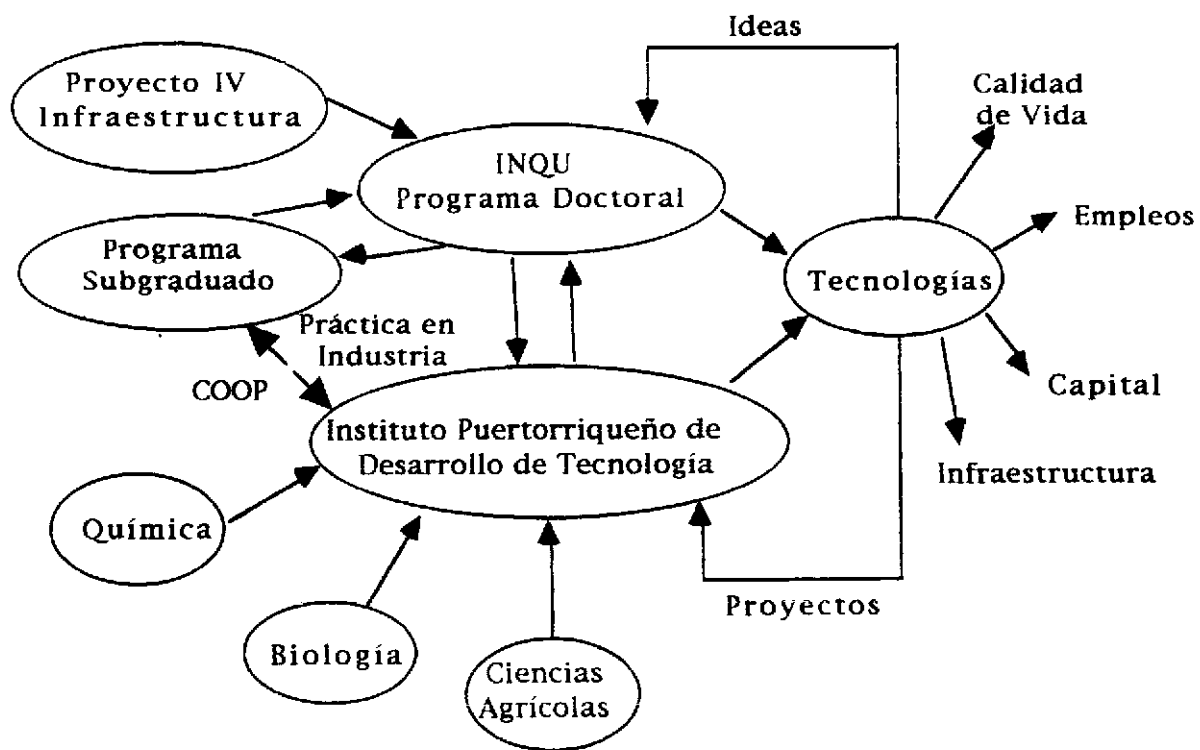 Ideas
Proyecto IV
Infraestructura
Calidad
de Vida
INQU
Programa Doctoral
Empleos
Programa
Subgraduado
Tecnologías
Práctica en
Industria
COOP
Capital
Instituto Puertorriqueño de
Desarrollo de Tecnología
Infraestructura
Química
Proyectos
Biología
Ciencias
Agrícolas